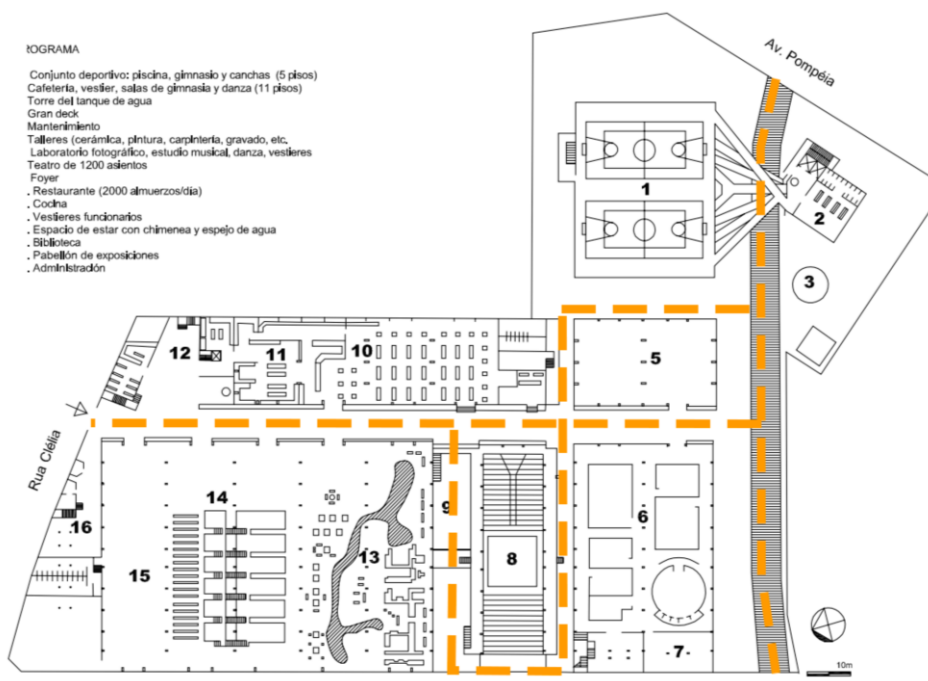 ROGRAMA
Conjunto deportivo: piscina, gimnasio y canchas (5 pisos)
Cafetería, vestier, salas de gimnasia y danza (11 pisos)
Torre del tanque de agua
Gran deck
Mantenimiento
Talleres (cerámica, pintura, carpintería, gravado, etc.
Laboratorio fotográfico, estudio musical, danza, vestieres
Teatro de 1200 asientos
Foyer
. Restaurante (2000 almuerzos/día)
. Cocina
. Vestieres funcionarios
. Espacio de estar con chimenea y espejo de agua
. Biblioteca
. Pabellón de exposiciones
. Administración
Av. Pompéia
1
2
3
5
12
11
10
Rua Clélia
14
9
6
16
15
13
8
7
10m